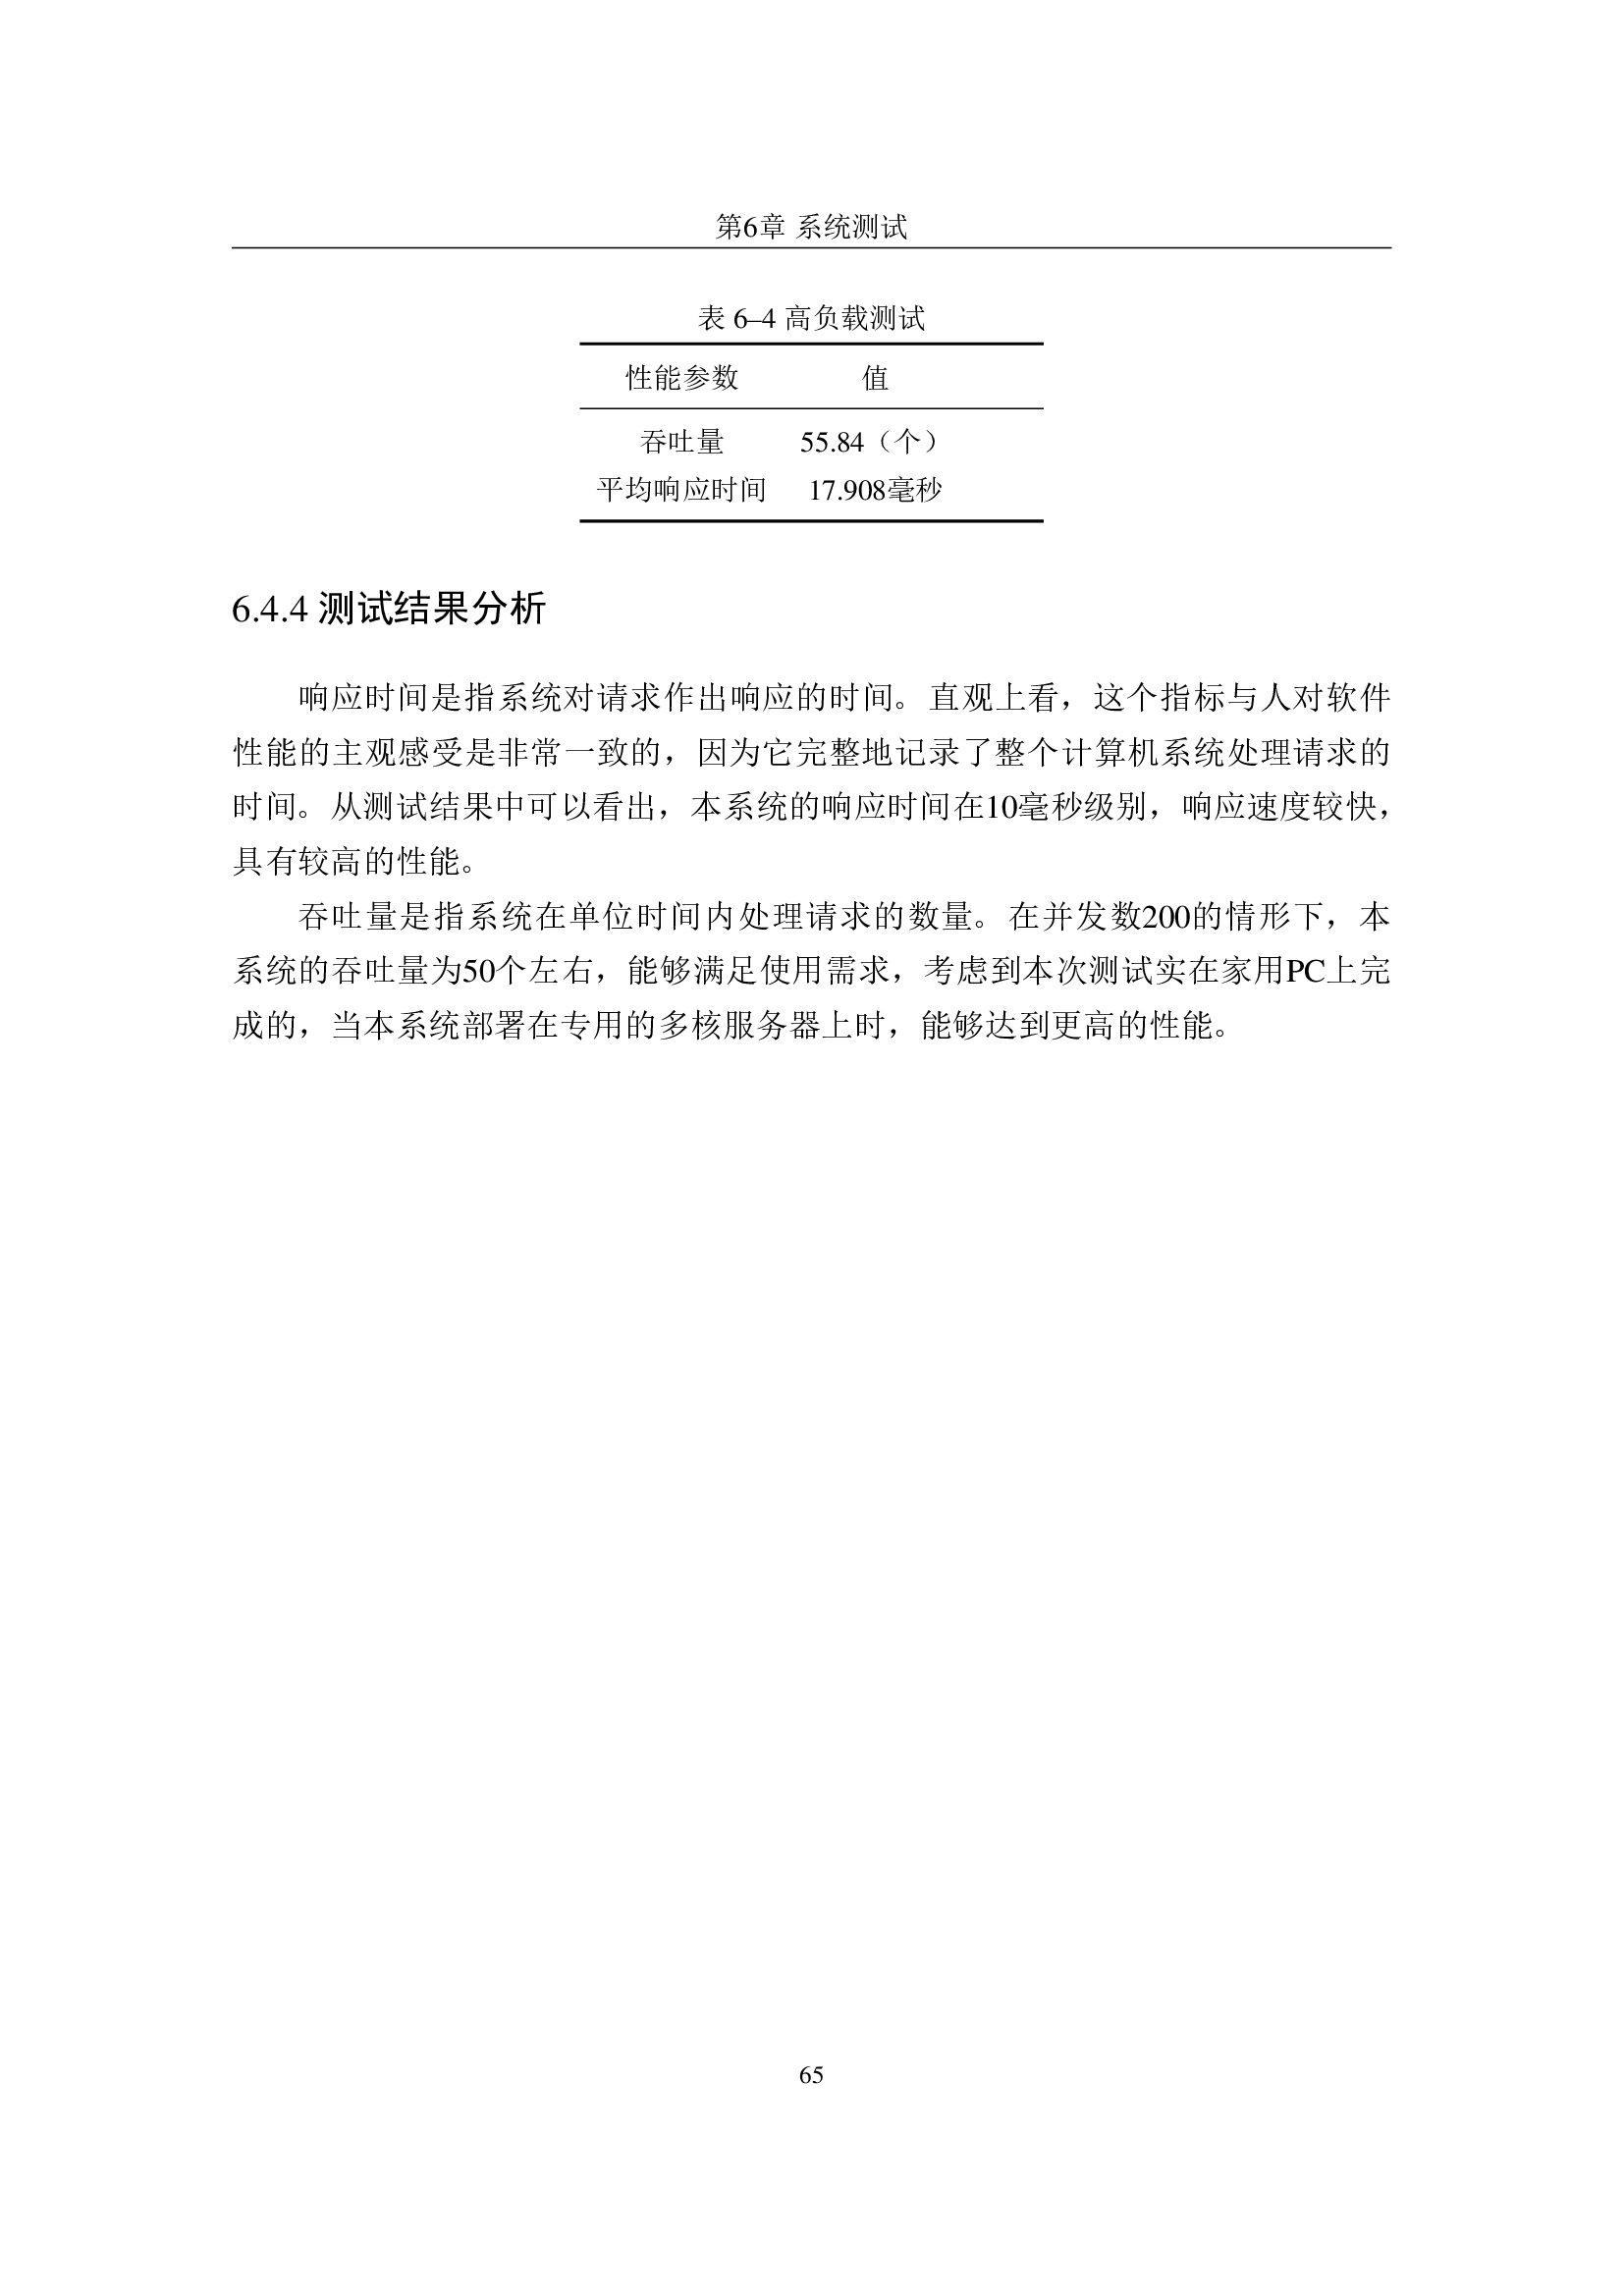 第6章 系统测试
表 6–4 高负载测试
性能参数 值
吞吐量 55.84（个）
平均响应时间 17.908毫秒
6.4.4 测试结果分析
响应时间是指系统对请求作出响应的时间。直观上看，这个指标与人对软件
性能的主观感受是非常一致的，因为它完整地记录了整个计算机系统处理请求的
时间。从测试结果中可以看出，本系统的响应时间在10毫秒级别，响应速度较快，
具有较高的性能。
吞吐量是指系统在单位时间内处理请求的数量。在并发数200的情形下，本
系统的吞吐量为50个左右，能够满足使用需求，考虑到本次测试实在家用PC上完
成的，当本系统部署在专用的多核服务器上时，能够达到更高的性能。
65